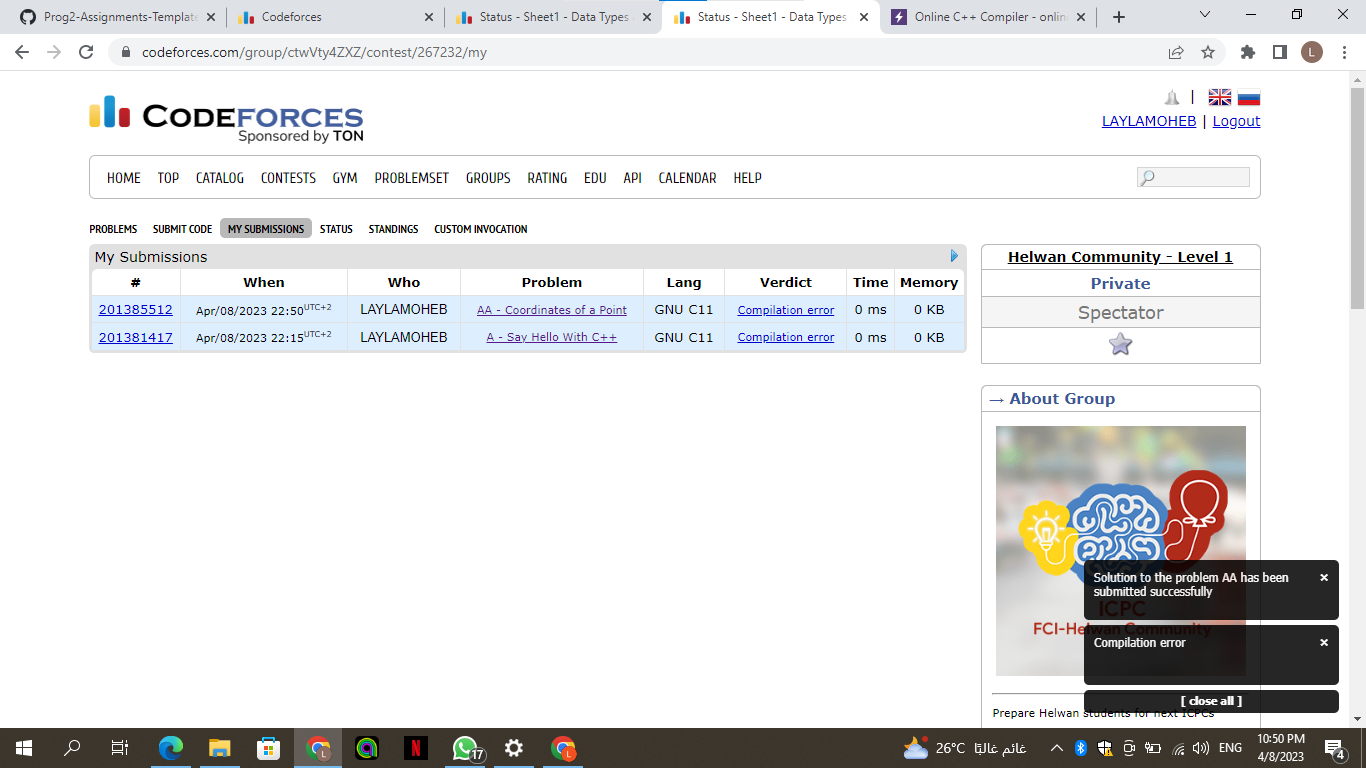 Prog2-Assignments-Templat
Codeforces
Status - Sheet1 - Data Types
Status - Sheet1 - Data Types
Online C++ Compiler - onlin
codeforces.com/group/ctwVty4ZXZ/contest/267232/my
L
CODEFORCES
Sponsored by TON
|
LAYLAMOHEB | Logout
HOME TOP CATALOG CONTESTS GYM PROBLEMSET GROUPS RATING EDU API CALENDAR HELP
PROBLEMS SUBMIT CODE MY SUBMISSIONS STATUS STANDINGS CUSTOM INVOCATION
My Submissions
# When Who Problem Lang Verdict Time Memory
201385512 Apr/08/2023 22:50UTC+2 LAYLAMOHEB AA - Coordinates of a Point GNU C11 Compilation error 0 ms 0 KB
201381417 Apr/08/2023 22:15UTC+2 LAYLAMOHEB A - Say Hello With C++ GNU C11 Compilation error 0 ms 0 KB
Helwan Community - Level 1
Private
Spectator
→ About Group
ICPC
FCI-Helwan Community
Solution to the problem AA has been
submitted successfully
Compilation error
[ close all ]
Prepare Helwan students for next ICPCs
L
N
17
26°C غائم غالبًا
ENG
10:50 PM
4/8/2023
4